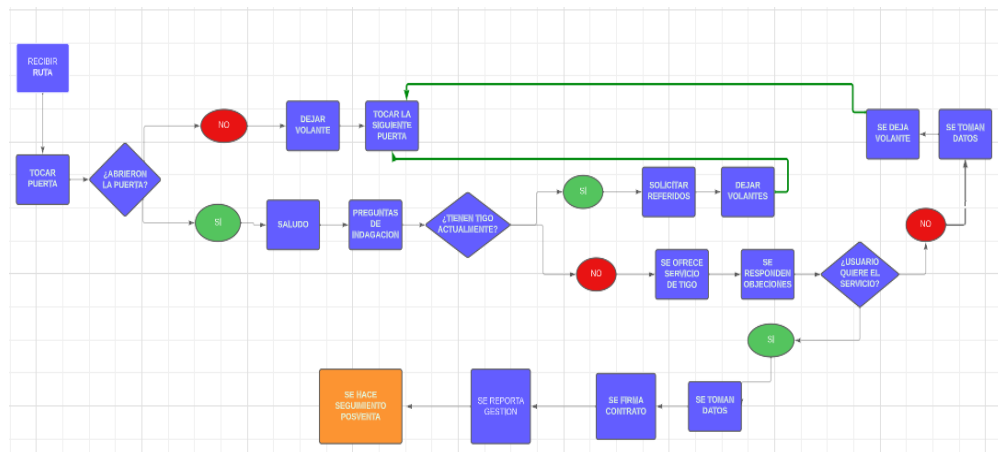 RECIBIR
RUTA
TOCAR
PUERTA
¿ABRIERON
LA PUERTA?
NO
DEJAR
VOLANTE
TOCAR LA
SIGUIENTE
PUERTA
SÍ
SALUDO
PREGUNTAS
DE
INDAGACION
¿TIENEN TIGO
ACTUALMENTE?
SÍ
SOLICITAR
REFERIDOS
DEJAR
VOLANTES
NO
SE OFRECE
SERVICIO
DE TIGO
SE
RESPONDEN
OBJECIONES
¿USUARIO
QUIERE EL
SERVICIO?
NO
SE TOMAN
DATOS
SE DEJA
VOLANTE
SÍ
SE TOMAN
DATOS
SE FIRMA
CONTRATO
SE REPORTA
GESTION
SE HACE
SEGUIMIENTO
POSVENTA